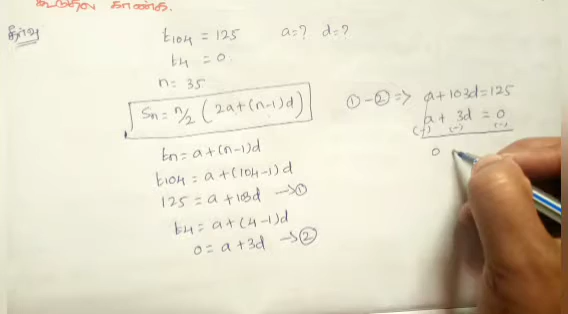 கூடுதல் காண்க.
தீர்வு
t₁₀₄ = 125 a=? d=?
t₄ = 0
n = 35
Sn = n/2 (2a+(n-1)d)
tn = a+(n-1)d
t₁₀₄ = a+(104-1)d
125 = a+103d →①
t₄ = a+(4-1)d
0 = a+3d →②
①-② => a+103d=125
a+ 3d = 0
(-) (-) (-)
0